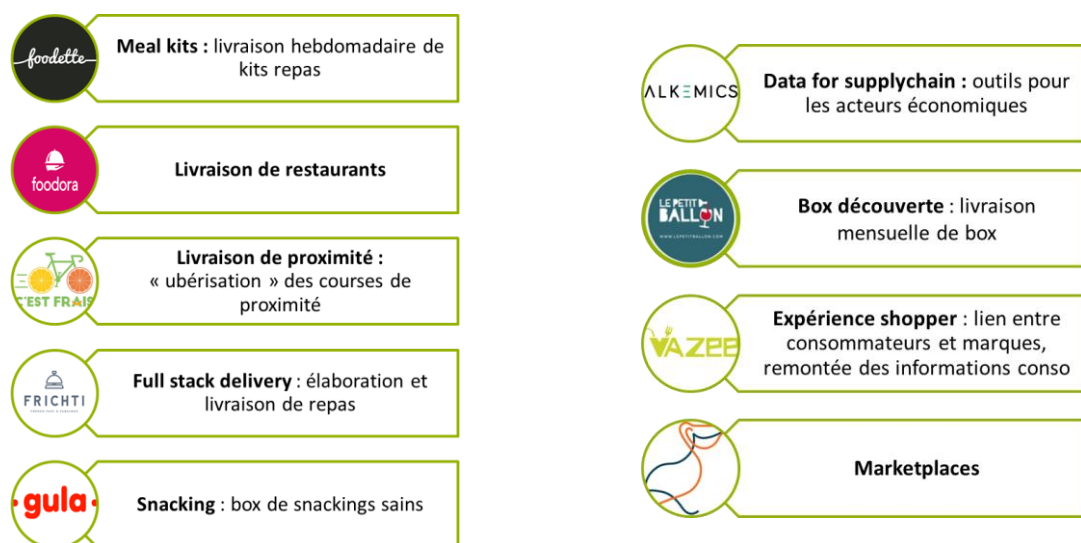 foodette
Meal kits : livraison hebdomadaire de
kits repas
foodora
Livraison de restaurants
C'EST FRAIS
Livraison de proximité :
« ubérisation » des courses de
proximité
FRICHTI
Full stack delivery : élaboration et
livraison de repas
gula
Snacking : box de snackings sains
ALKEMICS
Data for supplychain : outils pour
les acteurs économiques
LE PETIT
BALLON
WWW.LEPETITBALLON.COM
Box découverte : livraison
mensuelle de box
VAZEE
Expérience shopper : lien entre
consommateurs et marques,
remontée des informations conso
Marketplaces